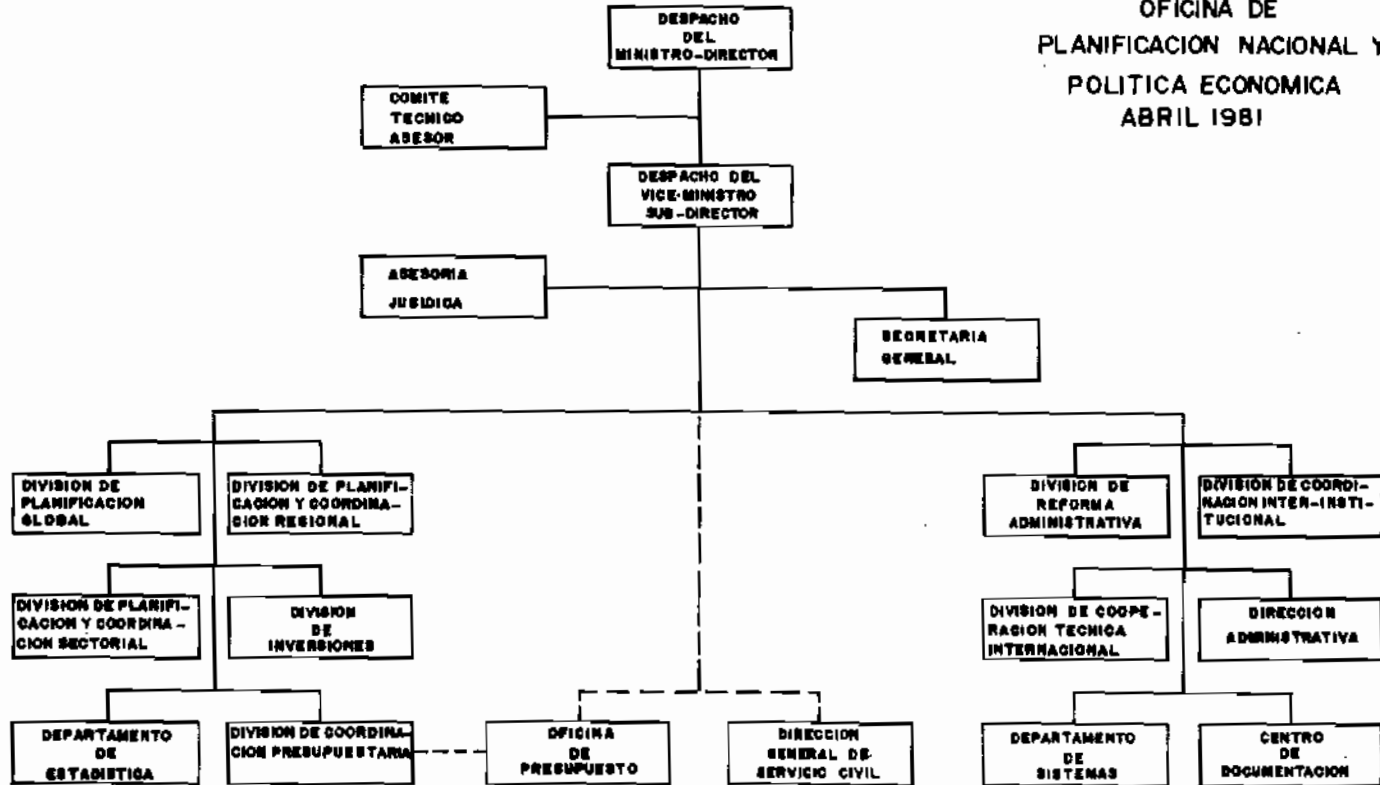 OFICINA DE
PLANIFICACION NACIONAL Y
POLITICA ECONOMICA
ABRIL 1981
DESPACHO
DEL
MINISTRO-DIRECTOR
COMITE
TECNICO
ASESOR
DESPACHO DEL
VICE-MINISTRO
SUB-DIRECTOR
ASESORIA
JURIDICA
SECRETARIA
GENERAL
DIVISION DE
PLANIFICACION
GLOBAL
DIVISION DE PLANIFI-
CACION Y COORDINA-
CION REGIONAL
DIVISION DE
REFORMA
ADMINISTRATIVA
DIVISION DE COORDI-
NACION INTER-INSTI-
TUCIONAL
DIVISION DE PLANIFI-
CACION Y COORDINA-
CION SECTORIAL
DIVISION
DE
INVERSIONES
DIVISION DE COOPE-
RACION TECNICA
INTERNACIONAL
DIRECCION
ADMINISTRATIVA
DEPARTAMENTO
DE
ESTADISTICA
DIVISION DE COORDINA-
CION PRESUPUESTARIA
OFICINA
DE
PRESUPUESTO
DIRECCION
GENERAL DE
SERVICIO CIVIL
DEPARTAMENTO
DE
SISTEMAS
CENTRO
DE
DOCUMENTACION